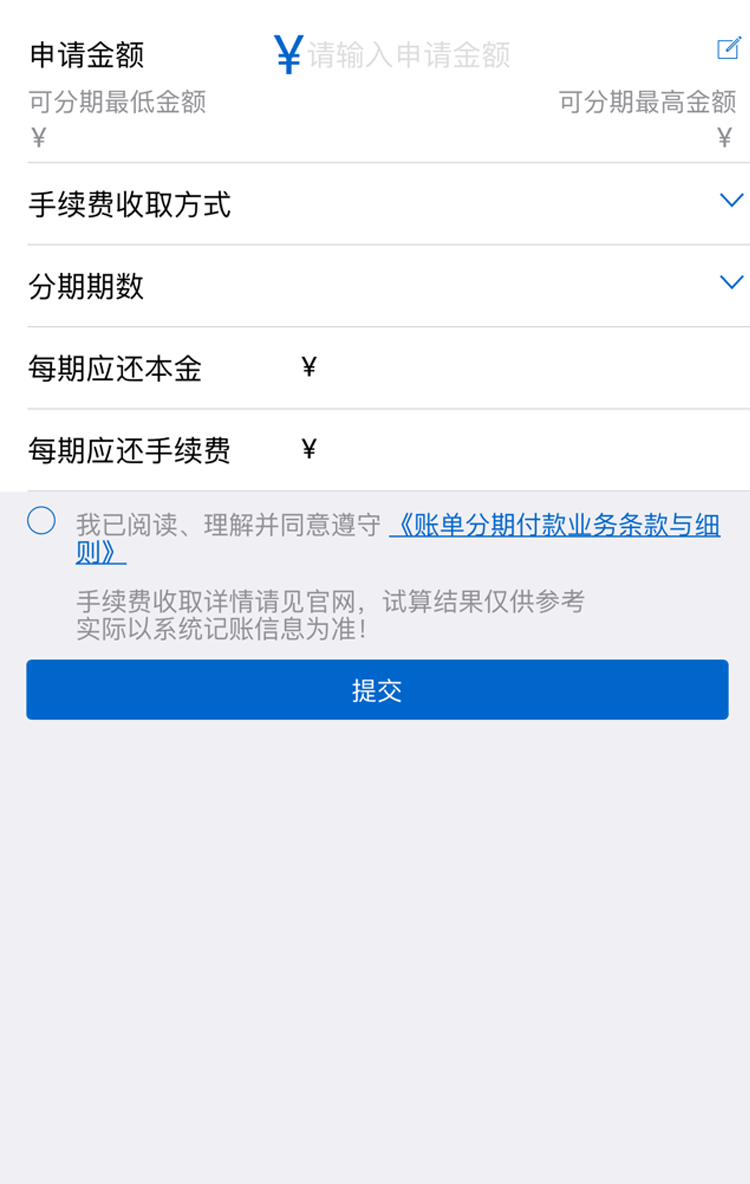 申请金额 ¥请输入申请金额
可分期最低金额 可分期最高金额
¥ ¥
手续费收取方式
分期期数
每期应还本金 ¥
每期应还手续费 ¥
我已阅读、理解并同意遵守《账单分期付款业务条款与细
则》
手续费收取详情请见官网，试算结果仅供参考
实际以系统记账信息为准！
提交